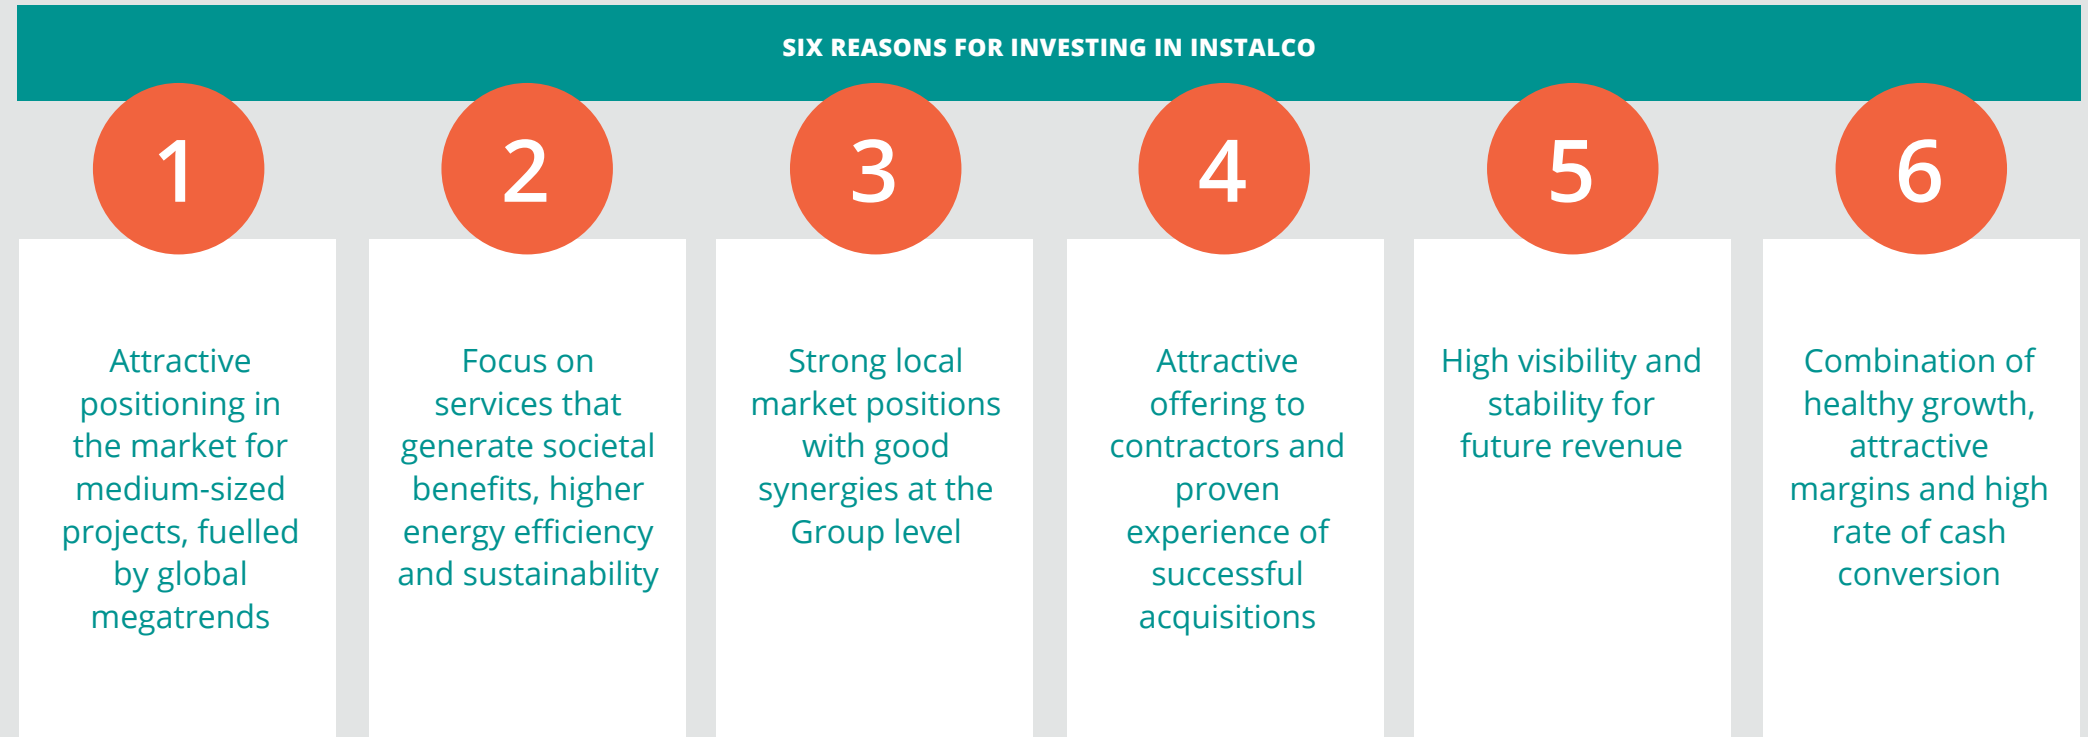 SIX REASONS FOR INVESTING IN INSTALCO
1
Attractive
positioning in
the market for
medium-sized
projects, fuelled
by global
megatrends
2
Focus on
services that
generate societal
benefits, higher
energy efficiency
and sustainability
3
Strong local
market positions
with good
synergies at the
Group level
4
Attractive
offering to
contractors and
proven
experience of
successful
acquisitions
5
High visibility and
stability for
future revenue
6
Combination of
healthy growth,
attractive
margins and high
rate of cash
conversion